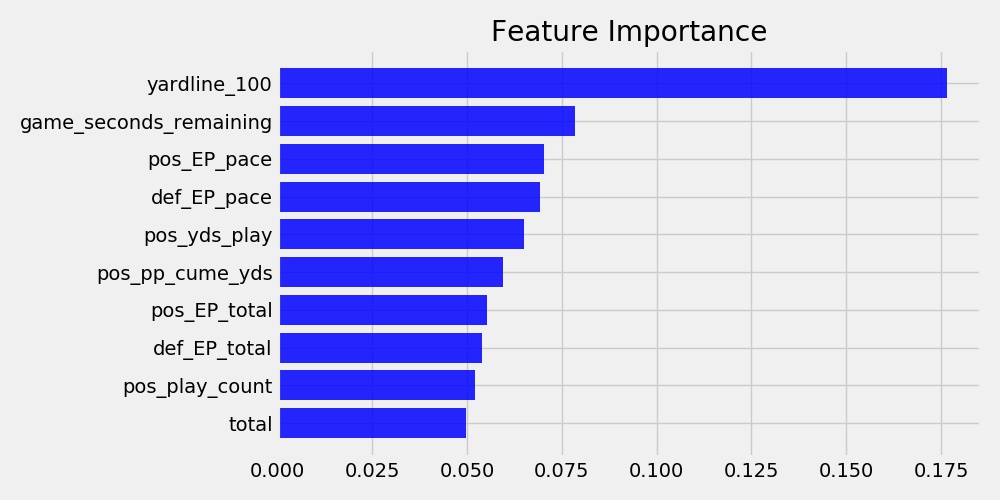 Feature Importance
yardline_100
game_seconds_remaining
pos_EP_pace
def_EP_pace
pos_yds_play
pos_pp_cume_yds
pos_EP_total
def_EP_total
pos_play_count
total
0.000 0.025 0.050 0.075 0.100 0.125 0.150 0.175